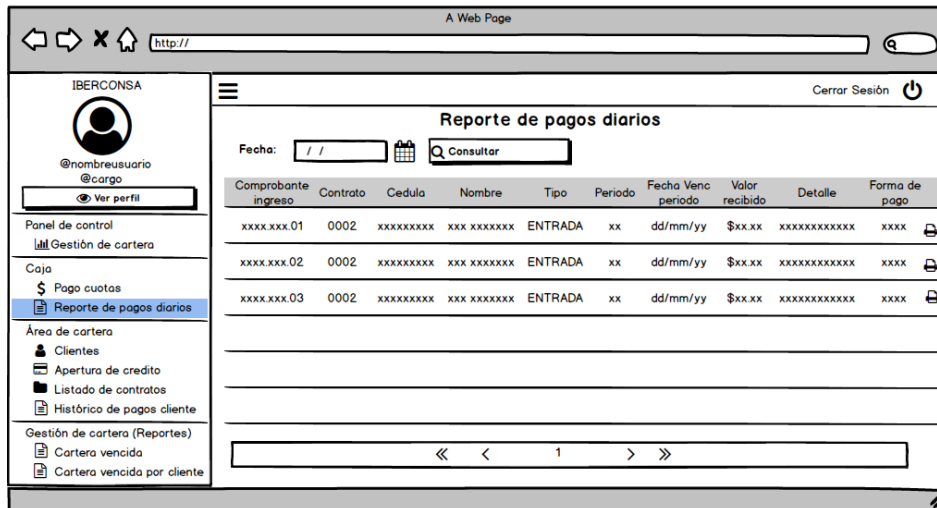 A Web Page
http://
IBERCONSA
@nombreusuario
@cargo
Ver perfil
Panel de control
Gestión de cartera
Caja
$ Pago cuotas
Reporte de pagos diarios
Área de cartera
Clientes
Apertura de credito
Listado de contratos
Histórico de pagos cliente
Gestión de cartera (Reportes)
Cartera vencida
Cartera vencida por cliente
Cerrar Sesión
Reporte de pagos diarios
Fecha: / / Consultar
Comprobante ingreso Contrato Cedula Nombre Tipo Periodo Fecha Venc periodo Valor recibido Detalle Forma de pago
xxxx.xxx.01 0002 xxxxxxxxx xxx xxxxxxx ENTRADA xx dd/mm/yy $xx.xx xxxxxxxxxxxx xxxx
xxxx.xxx.02 0002 xxxxxxxxx xxx xxxxxxx ENTRADA xx dd/mm/yy $xx.xx xxxxxxxxxxxx xxxx
xxxx.xxx.03 0002 xxxxxxxxx xxx xxxxxxx ENTRADA xx dd/mm/yy $xx.xx xxxxxxxxxxxx xxxx
« < 1 > »